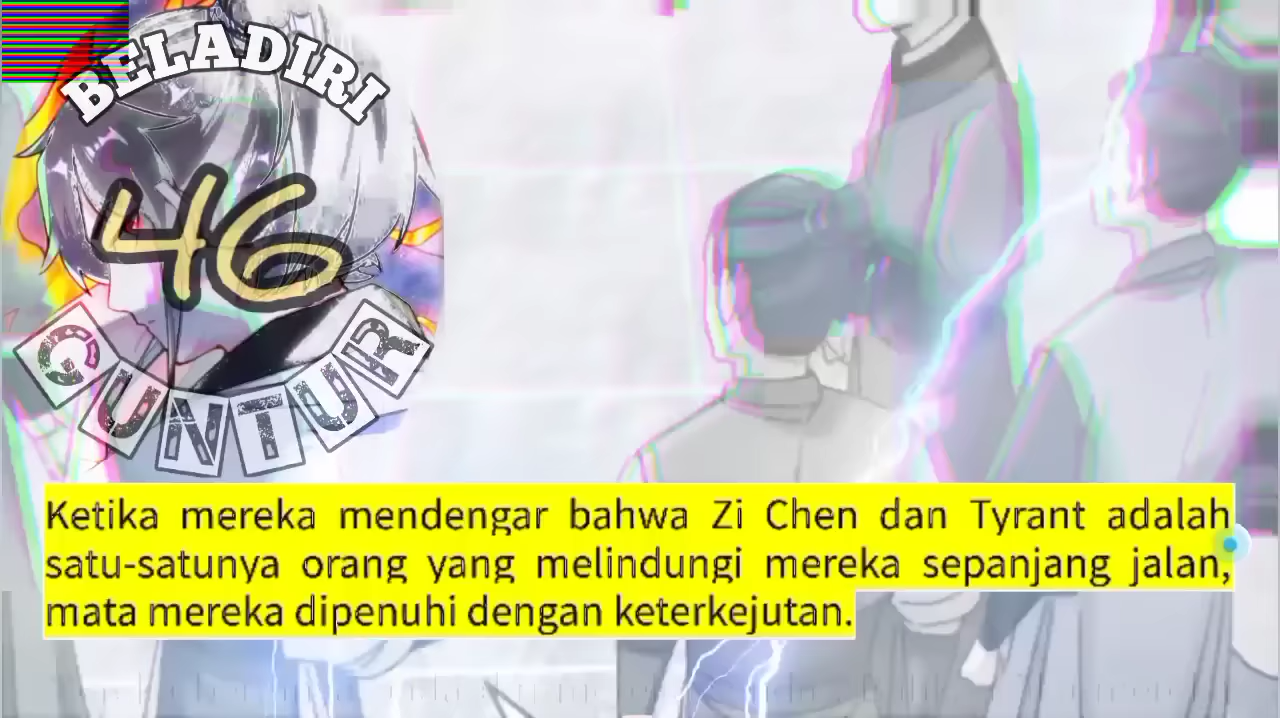 BELADIRI
46
GUNTUR
Ketika mereka mendengar bahwa Zi Chen dan Tyrant adalah
satu-satunya orang yang melindungi mereka sepanjang jalan,
mata mereka dipenuhi dengan keterkejutan.